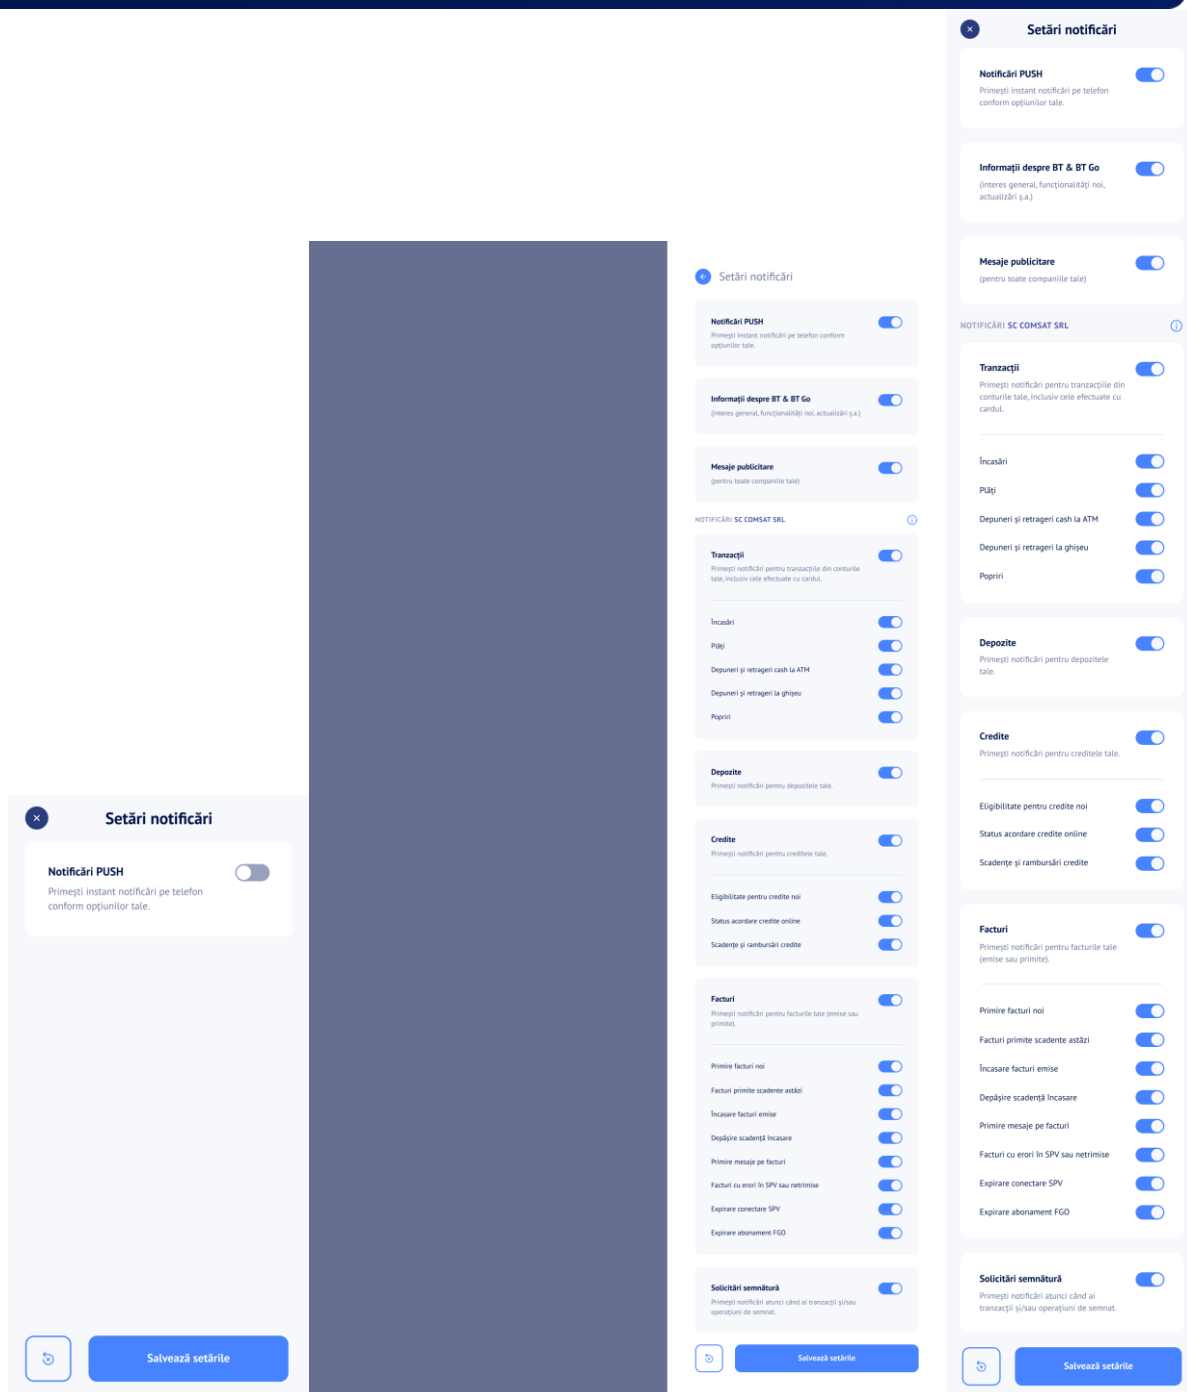 Setări notificări
Notificări PUSH
Primești instant notificări pe telefon
conform opțiunilor tale.
Salvează setările
Setări notificări
Notificări PUSH
Primești instant notificări pe telefon conform
opțiunilor tale.
Informații despre BT & BT Go
(interes general, funcționalități noi, actualizări ș.a.)
Mesaje publicitare
(pentru toate companiile tale)
NOTIFICĂRI SC COMSAT SRL
Tranzacții
Primești notificări pentru tranzacțiile din conturile
tale, inclusiv cele efectuate cu cardul.
Încasări
Plăți
Depuneri și retrageri cash la ATM
Depuneri și retrageri la ghișeu
Popriri
Depozite
Primești notificări pentru depozitele tale.
Credite
Primești notificări pentru creditele tale.
Eligibilitate pentru credite noi
Status acordare credite online
Scadențe și rambursări credite
Facturi
Primești notificări pentru facturile tale (emise sau
primite).
Primire facturi noi
Facturi primite scadente astăzi
Încasare facturi emise
Depășire scadență încasare
Primire mesaje pe facturi
Facturi cu erori în SPV sau netrimise
Expirare conectare SPV
Expirare abonament FGO
Solicitări semnătură
Primești notificări atunci când ai tranzacții și/sau
operațiuni de semnat.
Salvează setările
Setări notificări
Notificări PUSH
Primești instant notificări pe telefon
conform opțiunilor tale.
Informații despre BT & BT Go
(interes general, funcționalități noi,
actualizări ș.a.)
Mesaje publicitare
(pentru toate companiile tale)
NOTIFICĂRI SC COMSAT SRL
Tranzacții
Primești notificări pentru tranzacțiile din
conturile tale, inclusiv cele efectuate cu
cardul.
Încasări
Plăți
Depuneri și retrageri cash la ATM
Depuneri și retrageri la ghișeu
Popriri
Depozite
Primești notificări pentru depozitele
tale.
Credite
Primești notificări pentru creditele tale.
Eligibilitate pentru credite noi
Status acordare credite online
Scadențe și rambursări credite
Facturi
Primești notificări pentru facturile tale
(emise sau primite).
Primire facturi noi
Facturi primite scadente astăzi
Încasare facturi emise
Depășire scadență încasare
Primire mesaje pe facturi
Facturi cu erori în SPV sau netrimise
Expirare conectare SPV
Expirare abonament FGO
Solicitări semnătură
Primești notificări atunci când ai
tranzacții și/sau operațiuni de semnat.
Salvează setările